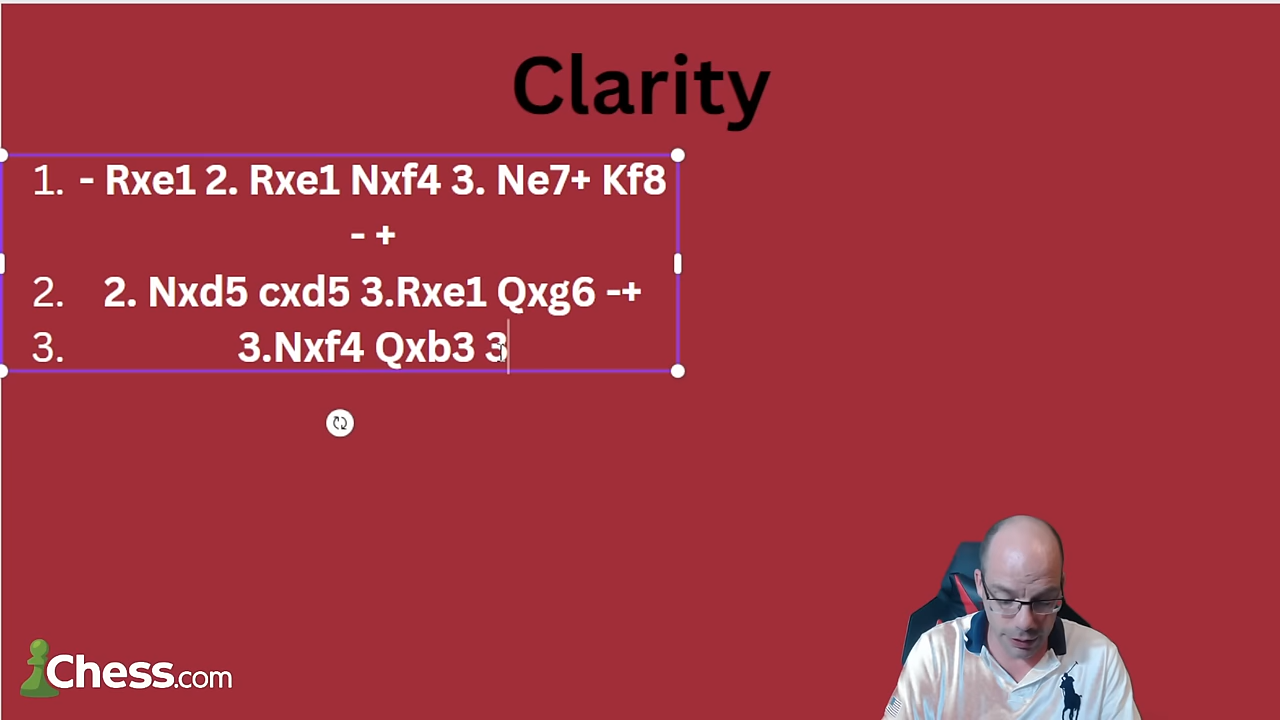 Clarity
1. - Rxe1 2. Rxe1 Nxf4 3. Ne7+ Kf8
- +
2. 2. Nxd5 cxd5 3.Rxe1 Qxg6 -+
3. 3.Nxf4 Qxb3 3
Chess.com